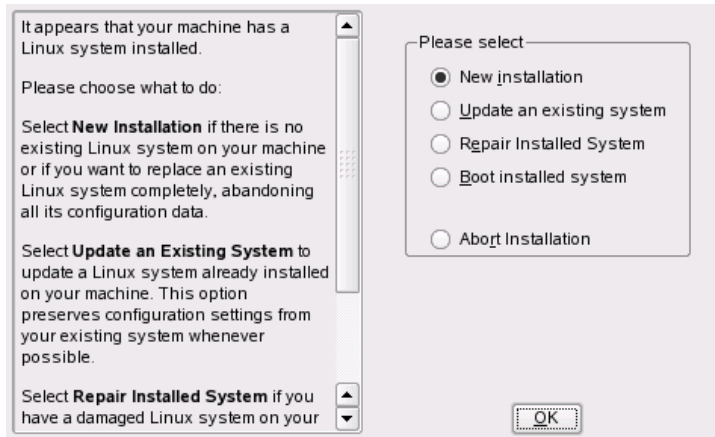 It appears that your machine has a
Linux system installed.
Please choose what to do:
Select New Installation if there is no
existing Linux system on your machine
or if you want to replace an existing
Linux system completely, abandoning
all its configuration data.
Select Update an Existing System to
update a Linux system already installed
on your machine. This option
preserves configuration settings from
your existing system whenever
possible.
Select Repair Installed System if you
have a damaged Linux system on your
Please select
New installation
Update an existing system
Repair Installed System
Boot installed system
Abort Installation
OK